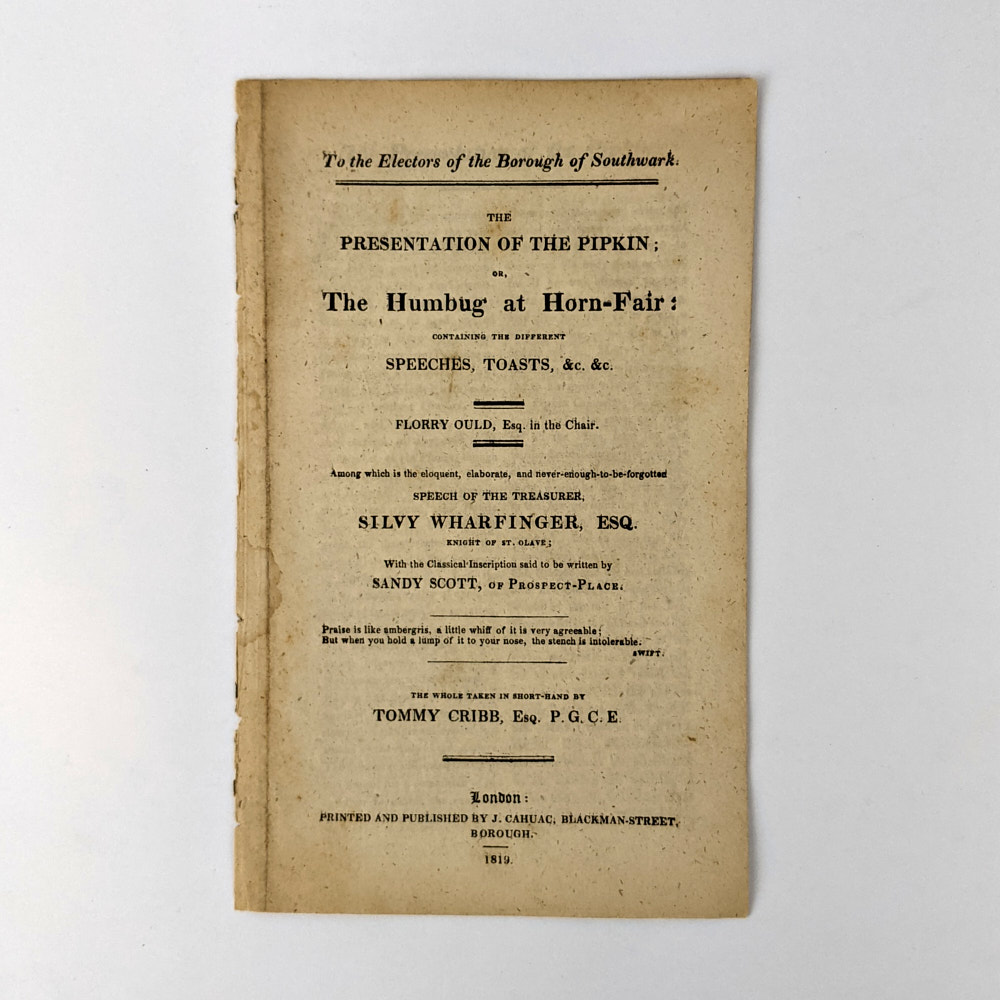 To the Electors of the Borough of Southwark.
THE
PRESENTATION OF THE PIPKIN;
OR,
The Humbug at Horn-Fair:
CONTAINING THE DIFFERENT
SPEECHES, TOASTS, &c. &c.
FLORRY OULD, Esq. in the Chair.
Among which is the eloquent, elaborate, and never-enough-to-be-forgotted
SPEECH OF THE TREASURER,
SILVY WHARFINGER, ESQ.
KNIGHT OF ST. OLAVE;
With the Classical Inscription said to be written by
SANDY SCOTT, OF PROSPECT-PLACE.
Praise is like ambergris, a little whiff of it is very agreeable;
But when you hold a lump of it to your nose, the stench is intolerable.
SWIFT.
THE WHOLE TAKEN IN SHORT-HAND BY
TOMMY CRIBB, ESQ. P. G. C. E.
London:
PRINTED AND PUBLISHED BY J. CAHUAC, BLACKMAN-STREET,
BOROUGH.
1819.